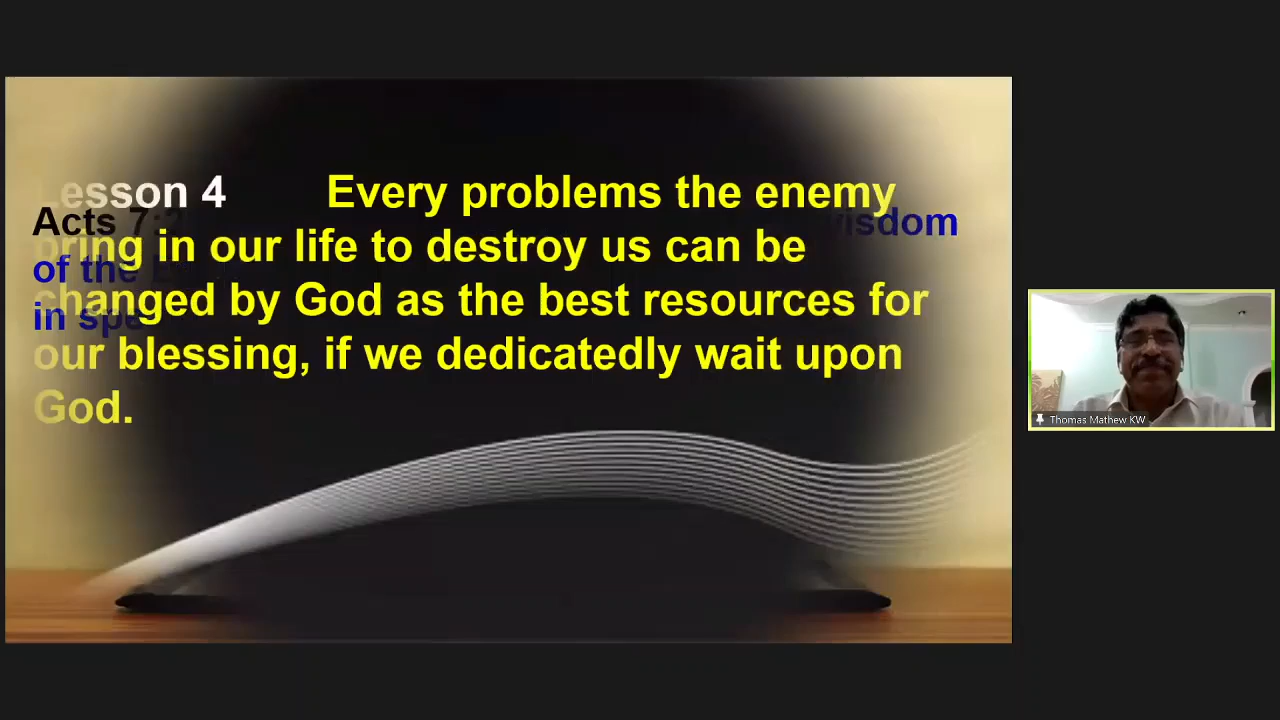 Lesson 4 Every problems the enemy
bring in our life to destroy us can be
changed by God as the best resources for
our blessing, if we dedicatedly wait upon
God.
Acts 7:2
wisdom
of the
in
Thomas Mathew KW